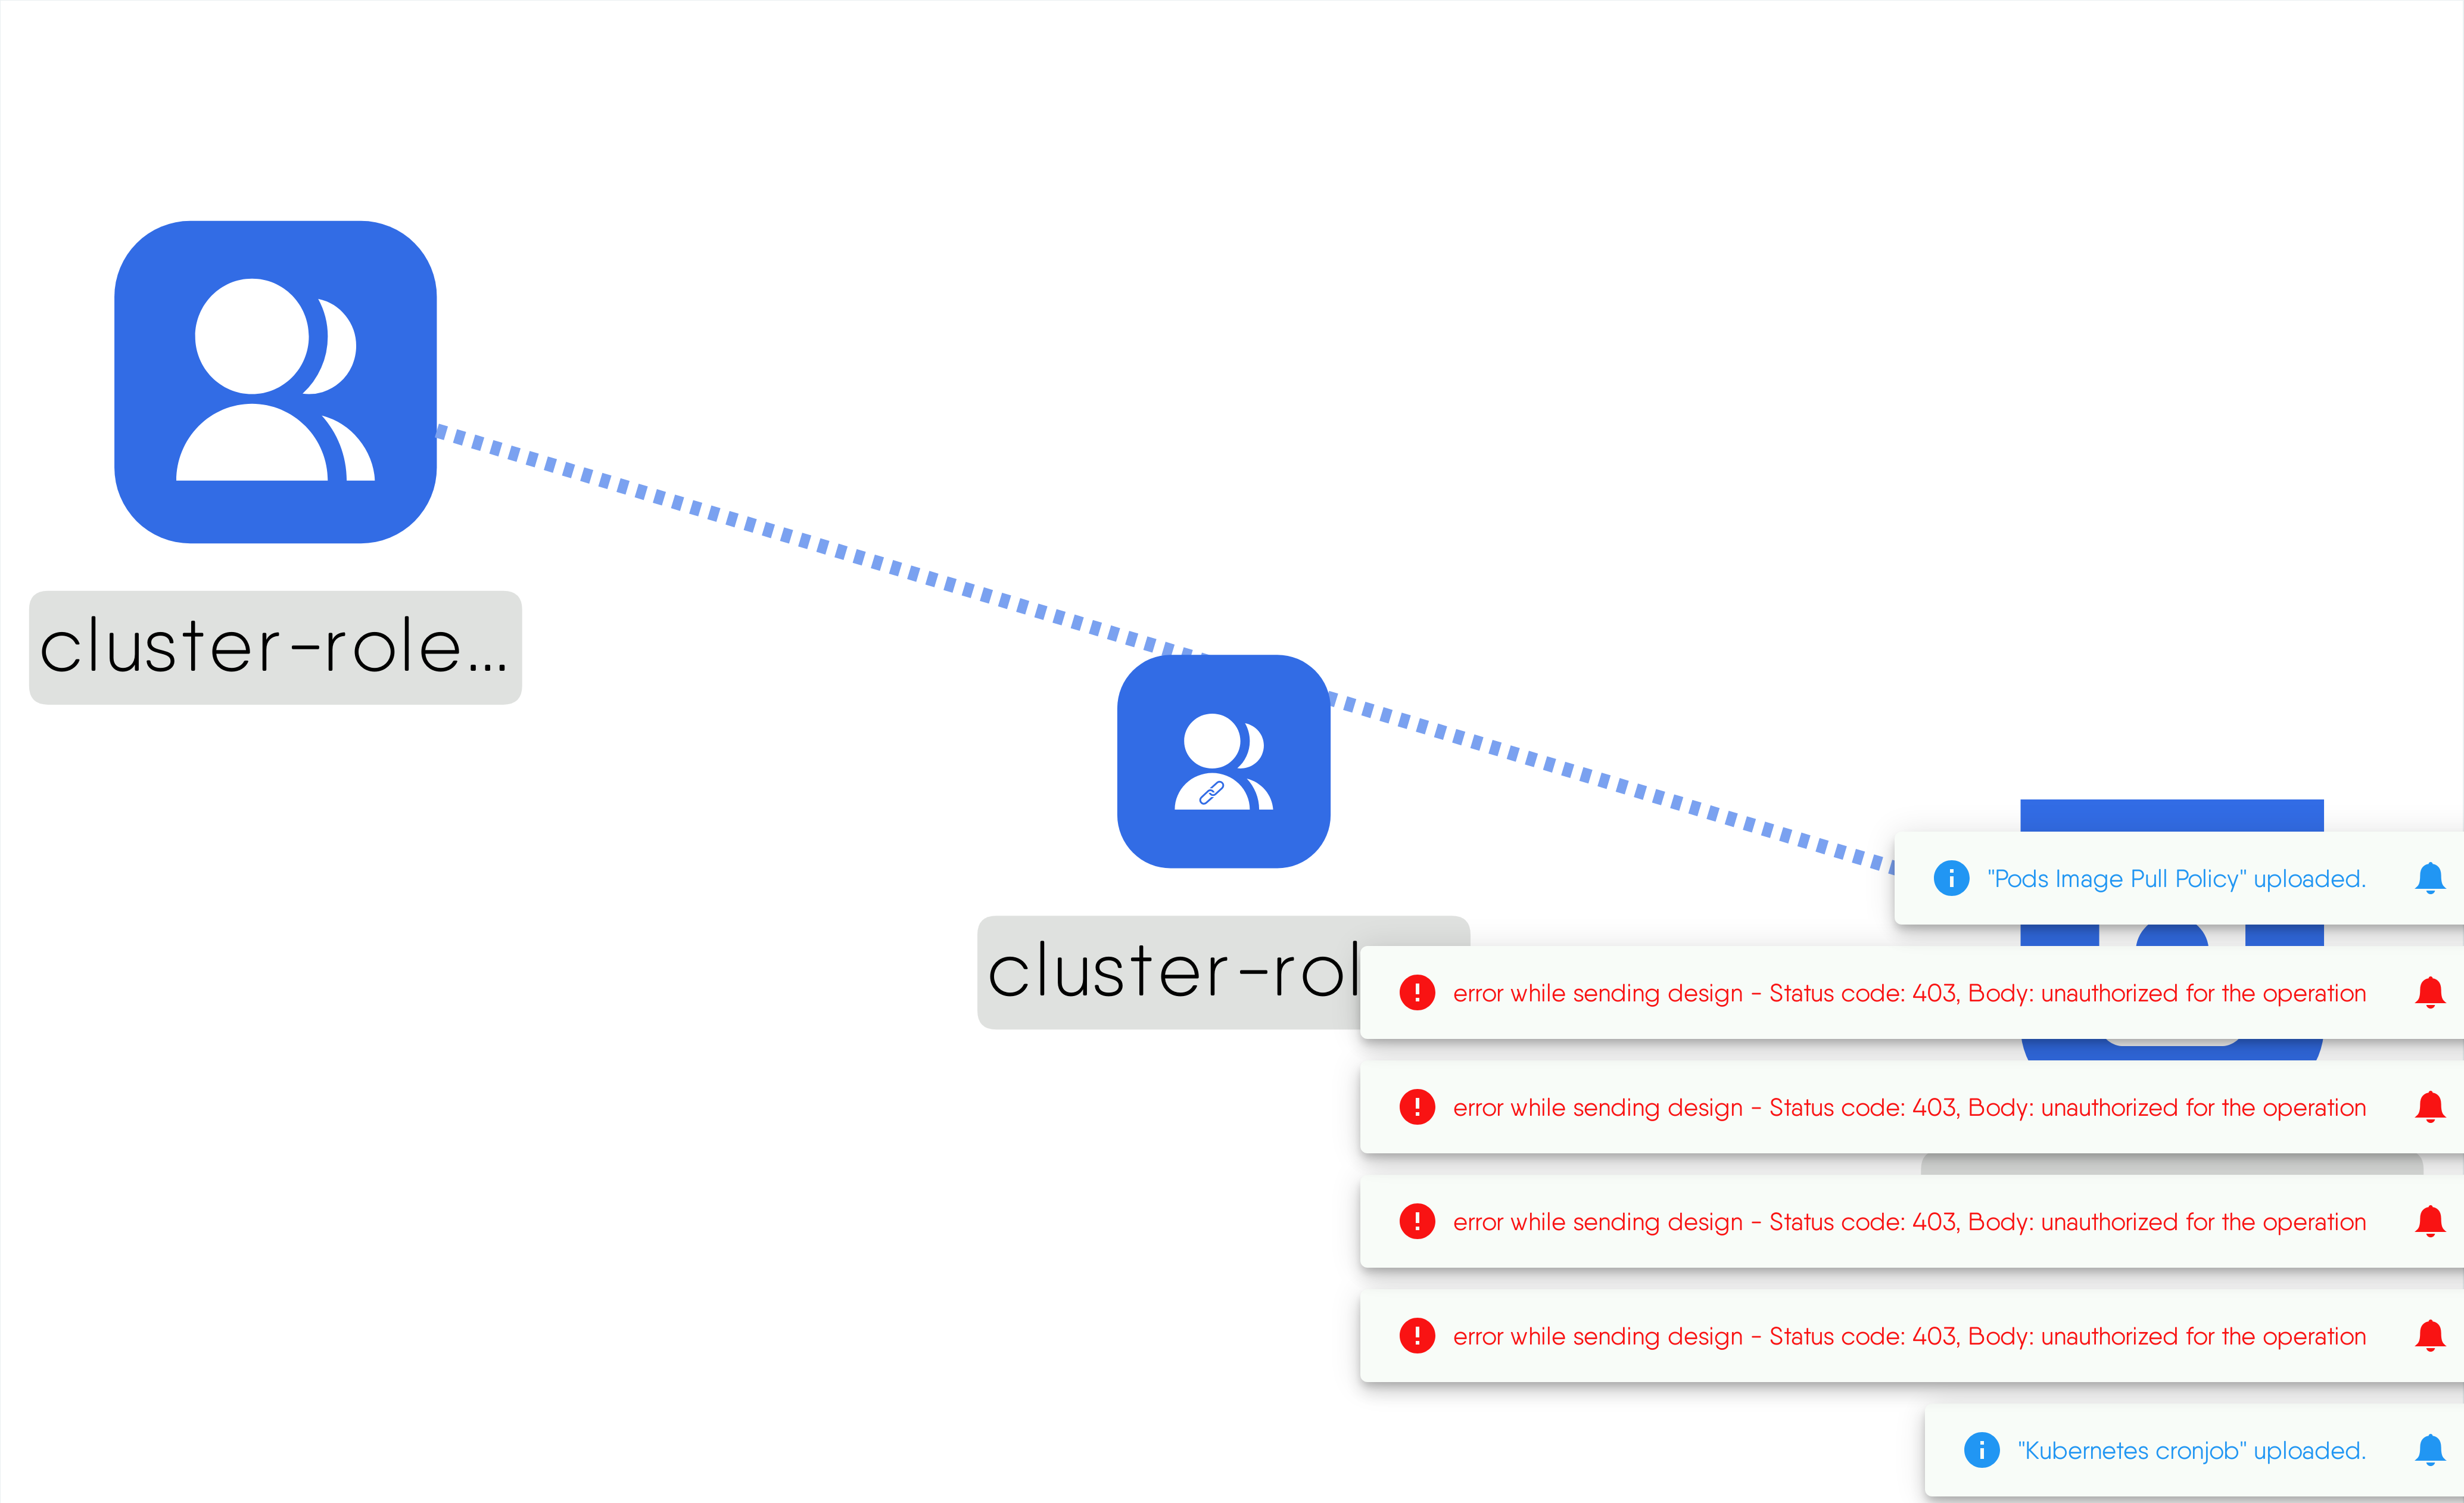 cluster-role...
cluster-rol
"Pods Image Pull Policy" uploaded.
error while sending design - Status code: 403, Body: unauthorized for the operation
error while sending design - Status code: 403, Body: unauthorized for the operation
error while sending design - Status code: 403, Body: unauthorized for the operation
error while sending design - Status code: 403, Body: unauthorized for the operation
"Kubernetes cronjob" uploaded.